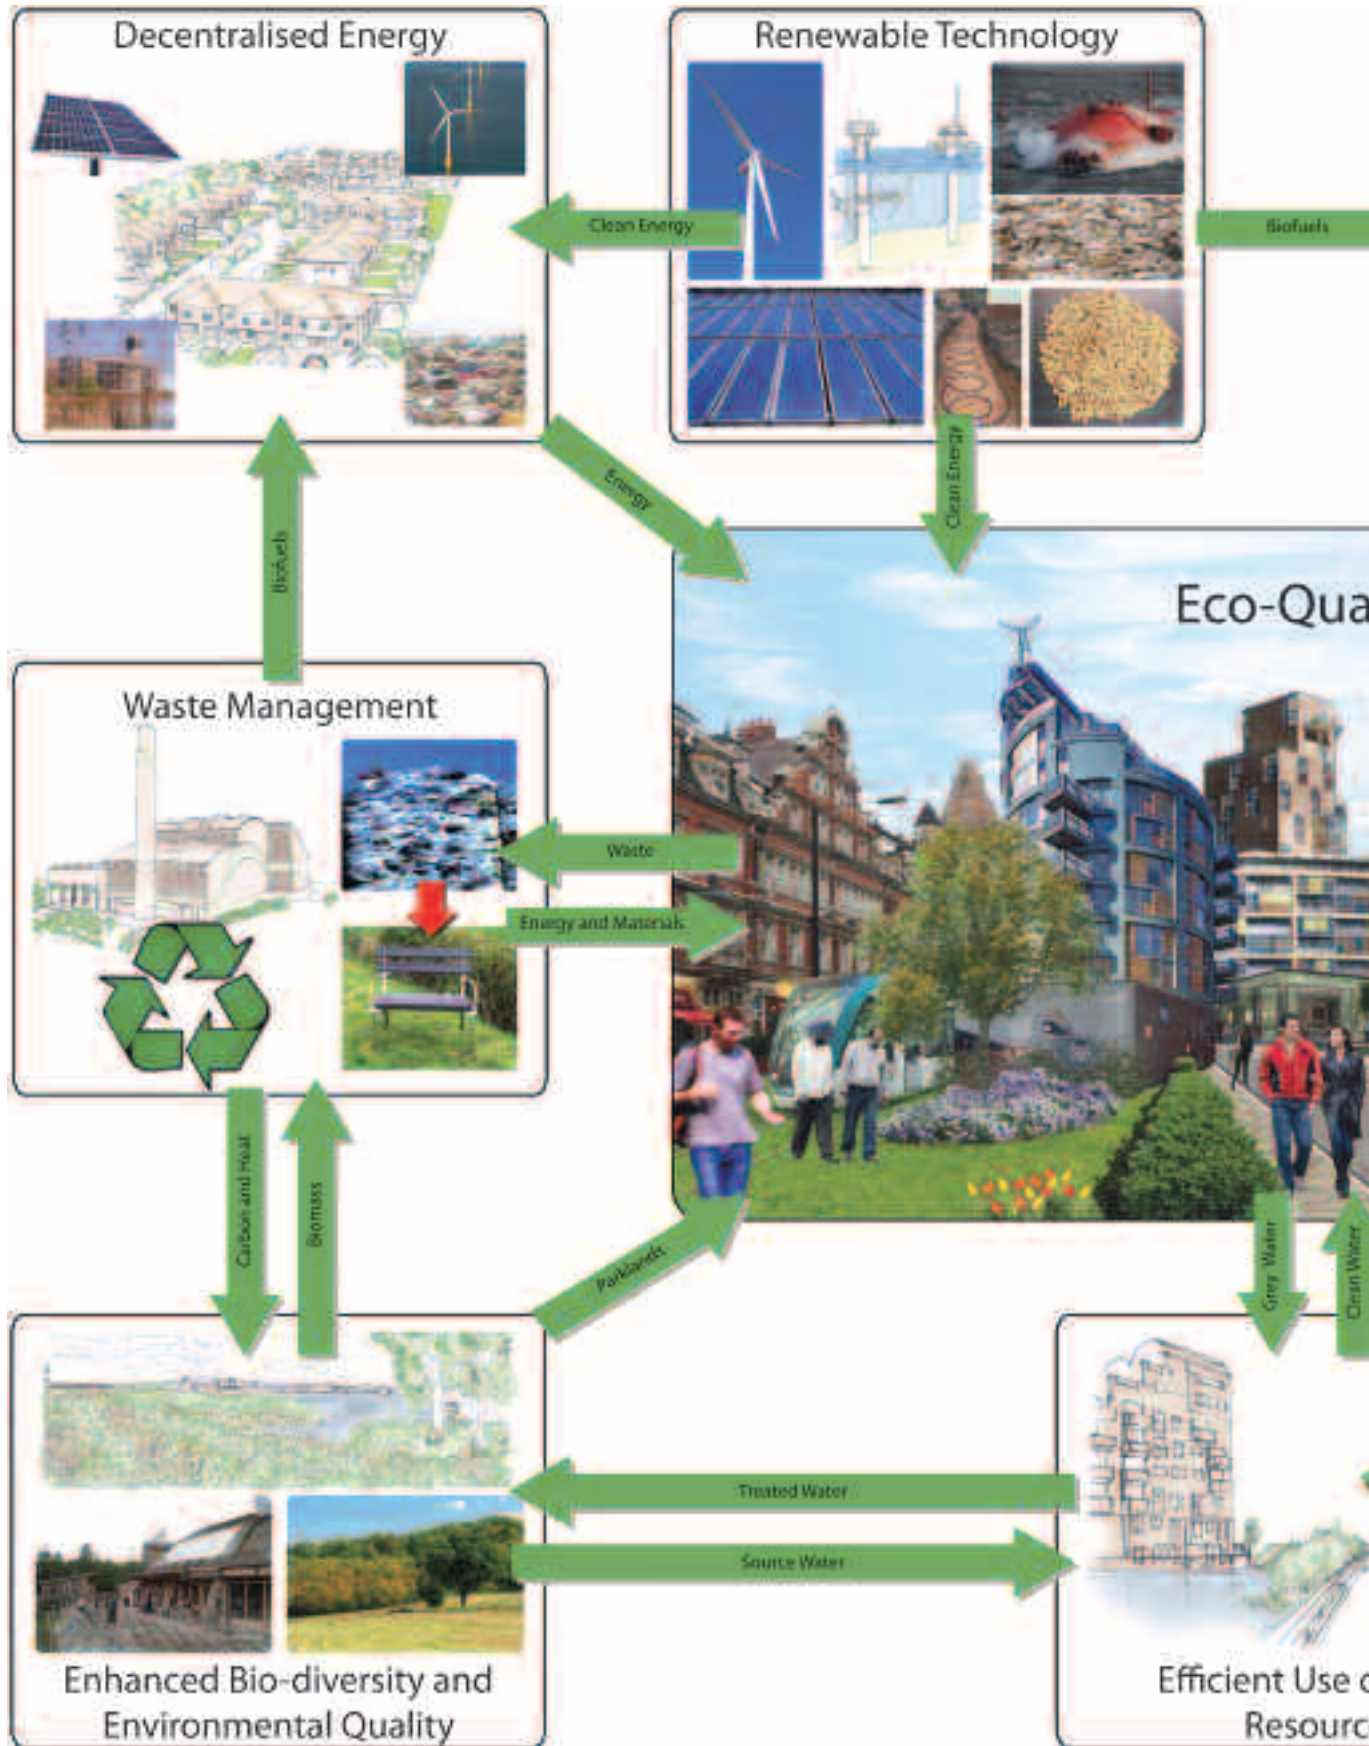 Decentralised Energy
Renewable Technology
Clean Energy
Biofuels
Energy
Clean Energy
Biofuels
Eco-Qua
Waste Management
Waste
Energy and Materials
Carbon and Heat
Biomass
Parklands
Grey Water
Clean Water
Treated Water
Source Water
Enhanced Bio-diversity and
Environmental Quality
Efficient Use o
Resourc